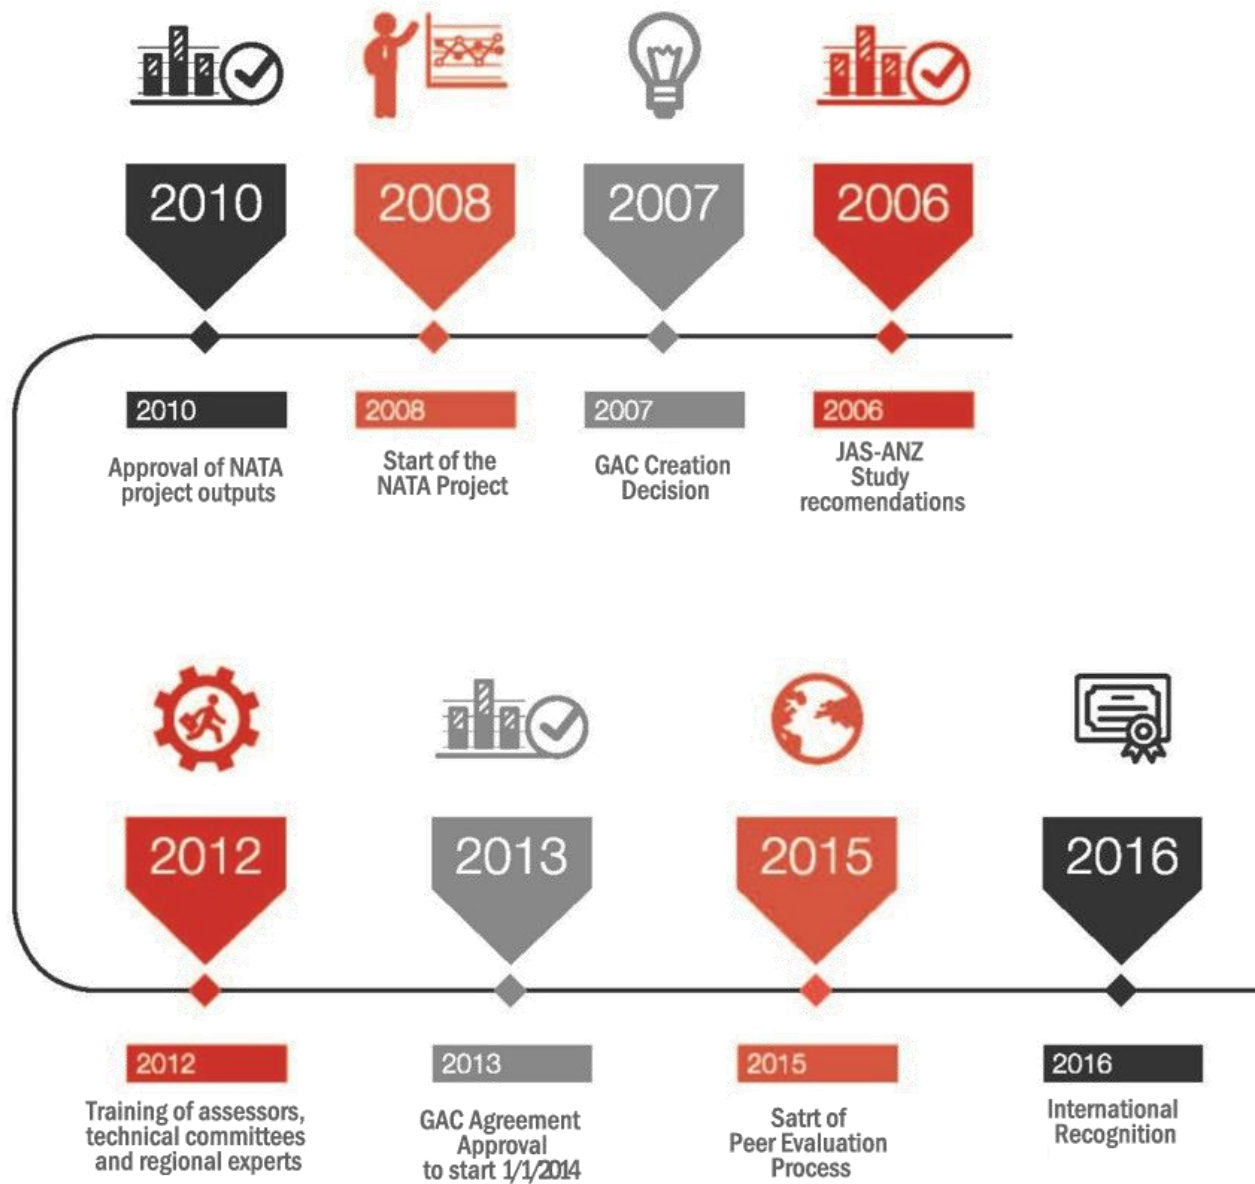 2010
2008
2007
2006
2010
2008
2007
2006
Approval of NATA
project outputs
Start of the
NATA Project
GAC Creation
Decision
JAS-ANZ
Study
recomendations
2012
2013
2015
2016
2012
2013
2015
2016
Training of assessors,
technical committees
and regional experts
GAC Agreement
Approval
to start 1/1/2014
Satrt of
Peer Evaluation
Process
International
Recognition